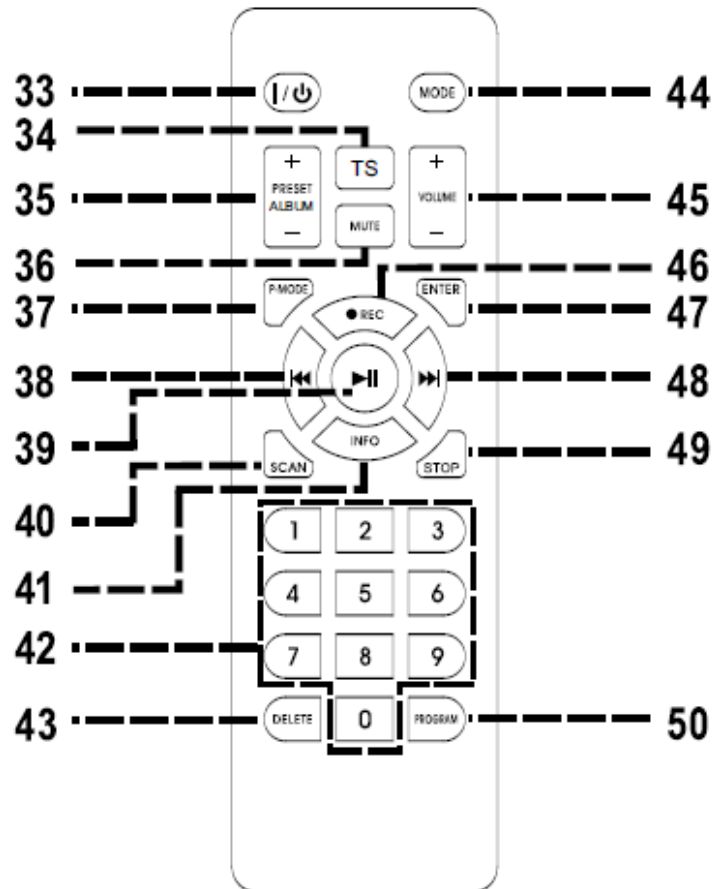 33
I/⏻
MODE
44
34
TS
35
+
PRESET
ALBUM
−
+
VOLUME
−
45
36
MUTE
46
37
P-MODE
● REC
ENTER
47
38
⏮
▶II
⏭
48
39
INFO
40
SCAN
STOP
49
41
1 2 3
4 5 6
42
7 8 9
43
DELETE
0
PROGRAM
50